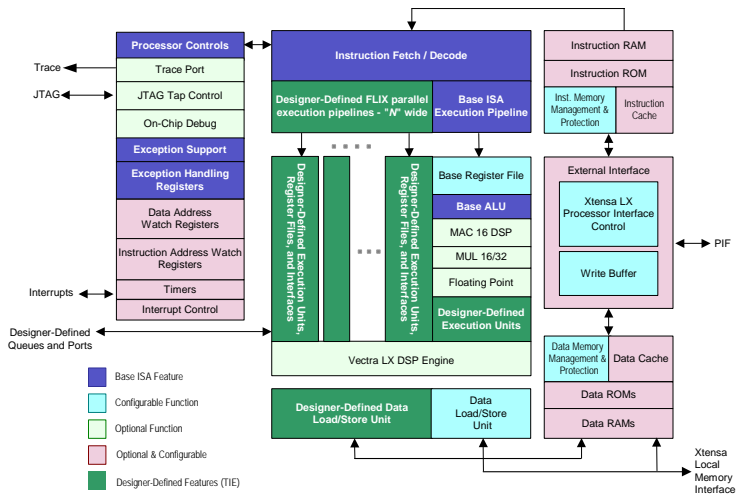 Processor Controls
Trace Port
JTAG Tap Control
On-Chip Debug
Exception Support
Exception Handling
Registers
Data Address
Watch Registers
Instruction Address Watch
Registers
Timers
Interrupt Control
Trace
JTAG
Interrupts
Designer-Defined
Queues and Ports
Instruction Fetch / Decode
Designer-Defined FLIX parallel
execution pipelines - "N" wide
Base ISA
Execution Pipeline
Designer-Defined Execution Units,
Register Files, and Interfaces
Designer-Defined Execution Units,
Register Files, and Interfaces
Base Register File
Base ALU
MAC 16 DSP
MUL 16/32
Floating Point
Designer-Defined
Execution Units
Vectra LX DSP Engine
Designer-Defined Data
Load/Store Unit
Data
Load/Store
Unit
Instruction RAM
Instruction ROM
Inst. Memory
Management &
Protection
Instruction
Cache
External Interface
Xtensa LX
Processor Interface
Control
Write Buffer
PIF
Data Memory
Management &
Protection
Data Cache
Data ROMs
Data RAMs
Xtensa
Local
Memory
Interface
Base ISA Feature
Configurable Function
Optional Function
Optional & Configurable
Designer-Defined Features (TIE)